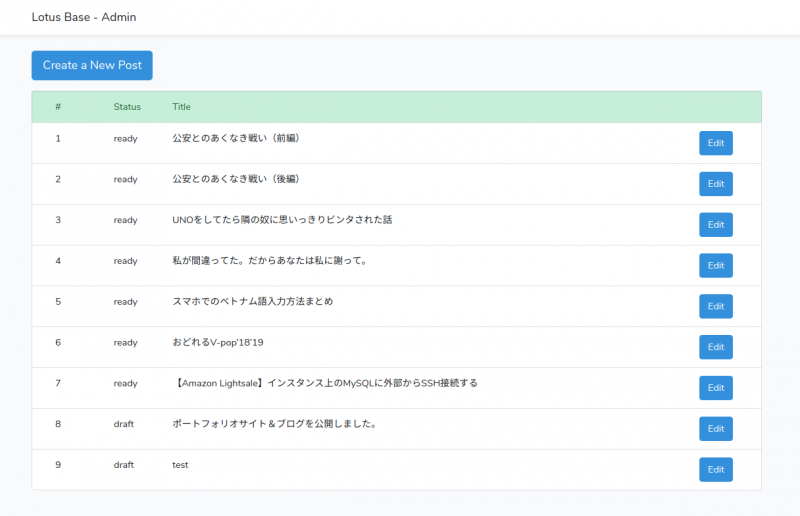 Lotus Base - Admin
Create a New Post
# Status Title
1 ready 公安とのあくなき戦い（前編） Edit
2 ready 公安とのあくなき戦い（後編） Edit
3 ready UNOをしてたら隣の奴に思いっきりビンタされた話 Edit
4 ready 私が間違ってた。だからあなたは私に謝って。 Edit
5 ready スマホでのベトナム語入力方法まとめ Edit
6 ready おどれるV-pop'18'19 Edit
7 ready 【Amazon Lightsale】インスタンス上のMySQLに外部からSSH接続する Edit
8 draft ポートフォリオサイト＆ブログを公開しました。 Edit
9 draft test Edit